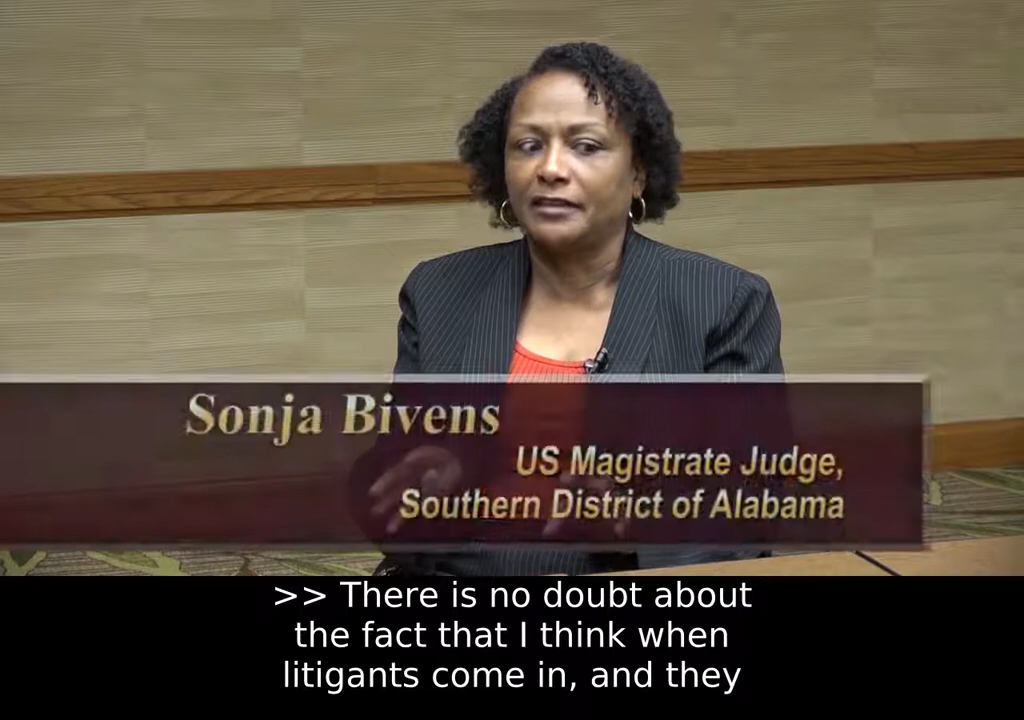 Sonja Bivens
US Magistrate Judge,
Southern District of Alabama
>> There is no doubt about
the fact that I think when
litigants come in, and they